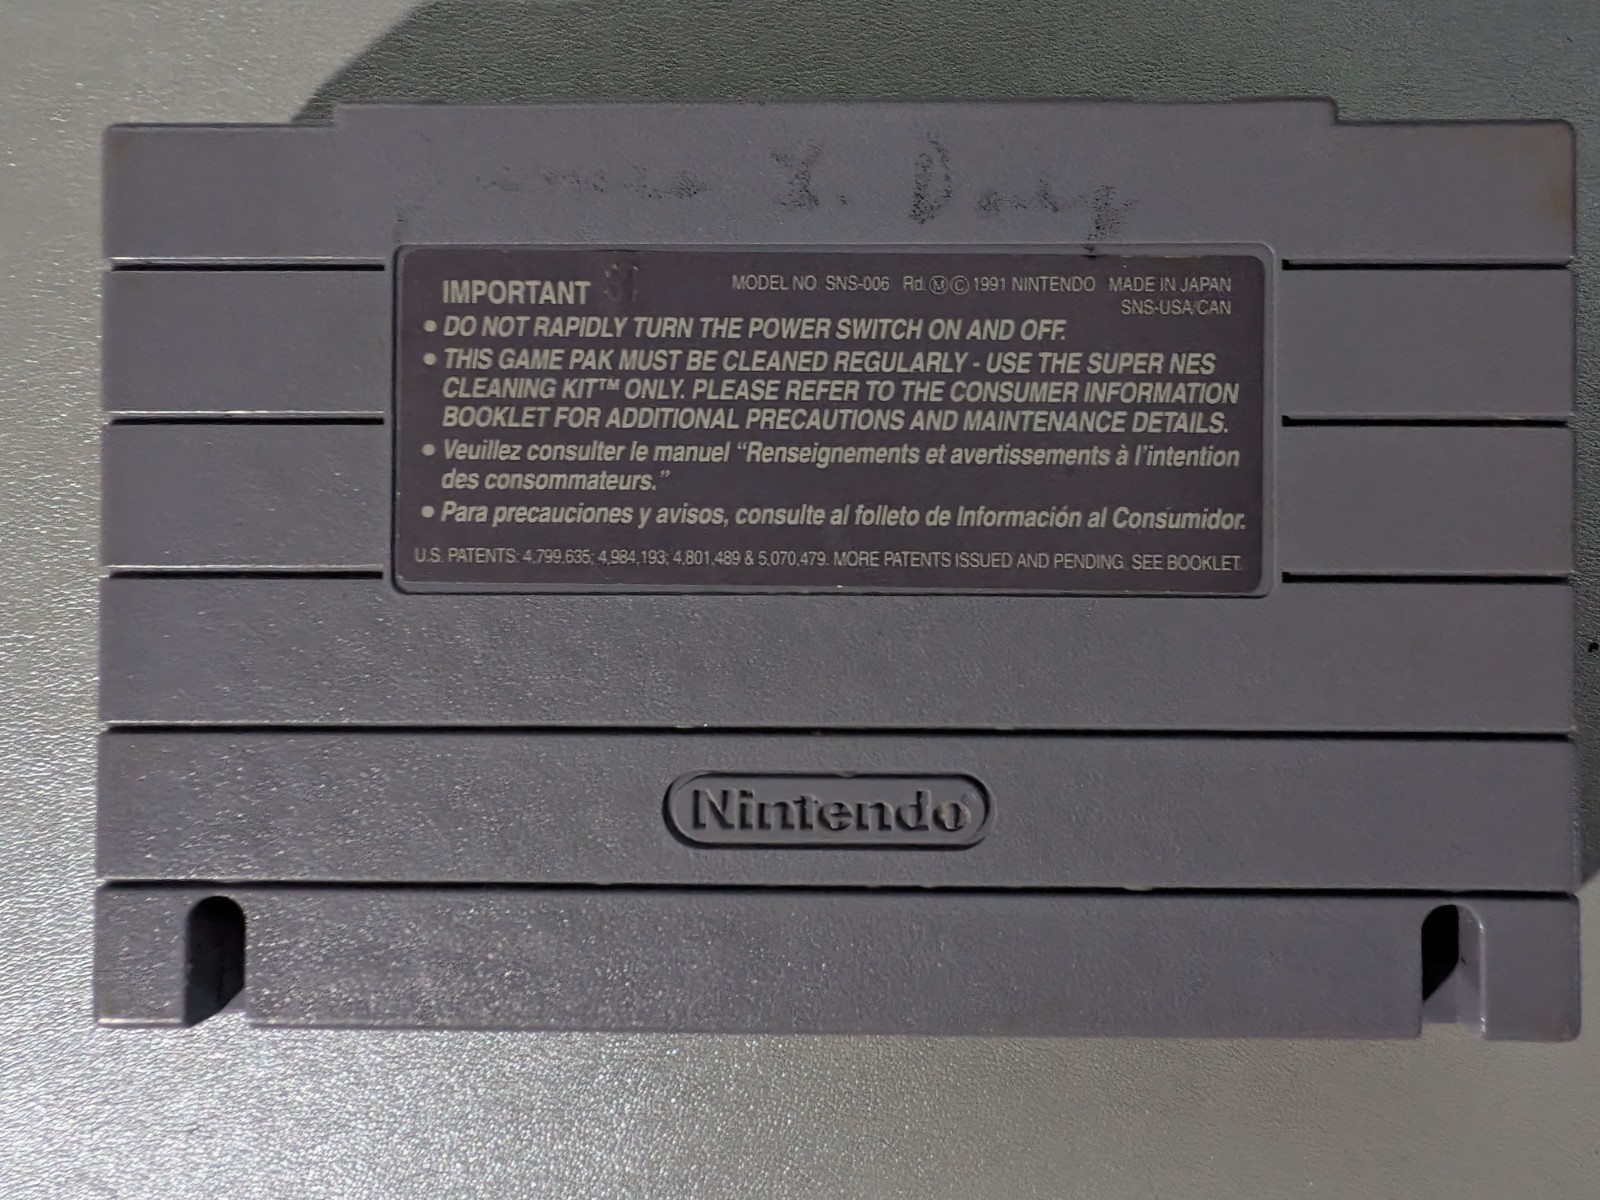 IMPORTANT
MODEL NO. SNS-006 Rd. Ⓜ © 1991 NINTENDO MADE IN JAPAN
SNS-USA/CAN
• DO NOT RAPIDLY TURN THE POWER SWITCH ON AND OFF.
• THIS GAME PAK MUST BE CLEANED REGULARLY - USE THE SUPER NES
CLEANING KIT™ ONLY. PLEASE REFER TO THE CONSUMER INFORMATION
BOOKLET FOR ADDITIONAL PRECAUTIONS AND MAINTENANCE DETAILS.
• Veuillez consulter le manuel “Renseignements et avertissements à l'intention
des consommateurs.”
• Para precauciones y avisos, consulte al folleto de Información al Consumidor.
U.S. PATENTS: 4,799,635; 4,984,193; 4,801,489 & 5,070,479. MORE PATENTS ISSUED AND PENDING. SEE BOOKLET.
Nintendo